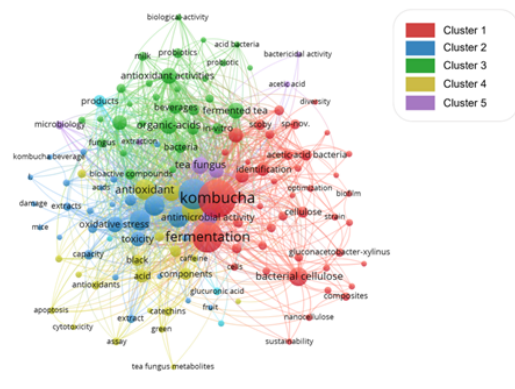 biological-activity
Cluster 1
Cluster 2
Cluster 3
Cluster 4
Cluster 5
acid bacteria
milk
probiotics
bactericidal activity
probiotic
antioxidant activities
acetic acid
products
beverages
fermented tea
diversity
microbiology
organic-acids
in-vitro
scoby
sp-nov.
fungus
extraction
bacteria
kombucha beverage
tea fungus
acetic acid bacteria
bioactive compounds
identification
acids
antioxidant
optimization
biofilm
damage
extracts
kombucha
cellulose
strain
mice
oxidative stress
antimicrobial activity
toxicity
fermentation
capacity
black
caffeine
gluconacetobacter-xylinus
cells
antioxidants
acid
components
bacterial cellulose
glucuronic acid
composites
apoptosis
catechins
fruit
extract
nanocellulose
cytotoxicity
green
assay
sustainability
tea fungus metabolites